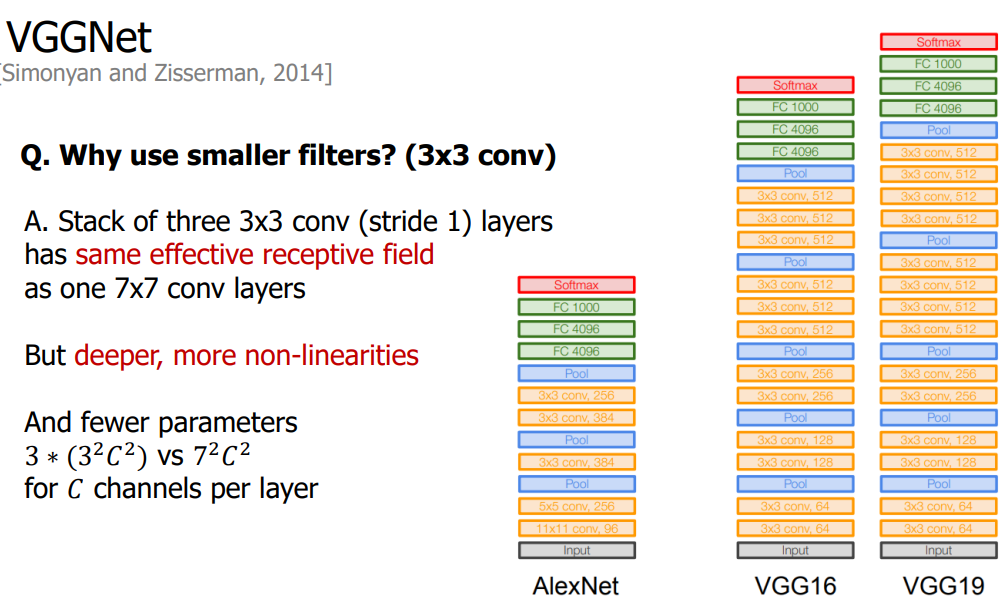 VGGNet
[Simonyan and Zisserman, 2014]
Q. Why use smaller filters? (3x3 conv)
A. Stack of three 3x3 conv (stride 1) layers
has same effective receptive field
as one 7x7 conv layers
But deeper, more non-linearities
And fewer parameters
3 ∗ (3²C²) vs 7²C²
for C channels per layer
Softmax
FC 1000
FC 4096
FC 4096
Pool
3x3 conv, 256
3x3 conv, 384
Pool
3x3 conv, 384
Pool
5x5 conv, 256
11x11 conv, 96
Input
AlexNet
Softmax
FC 1000
FC 4096
FC 4096
Pool
3x3 conv, 512
3x3 conv, 512
3x3 conv, 512
Pool
3x3 conv, 512
3x3 conv, 512
3x3 conv, 512
Pool
3x3 conv, 256
3x3 conv, 256
Pool
3x3 conv, 128
3x3 conv, 128
Pool
3x3 conv, 64
3x3 conv, 64
Input
VGG16
Softmax
FC 1000
FC 4096
FC 4096
Pool
3x3 conv, 512
3x3 conv, 512
3x3 conv, 512
3x3 conv, 512
Pool
3x3 conv, 512
3x3 conv, 512
3x3 conv, 512
3x3 conv, 512
Pool
3x3 conv, 256
3x3 conv, 256
Pool
3x3 conv, 128
3x3 conv, 128
Pool
3x3 conv, 64
3x3 conv, 64
Input
VGG19